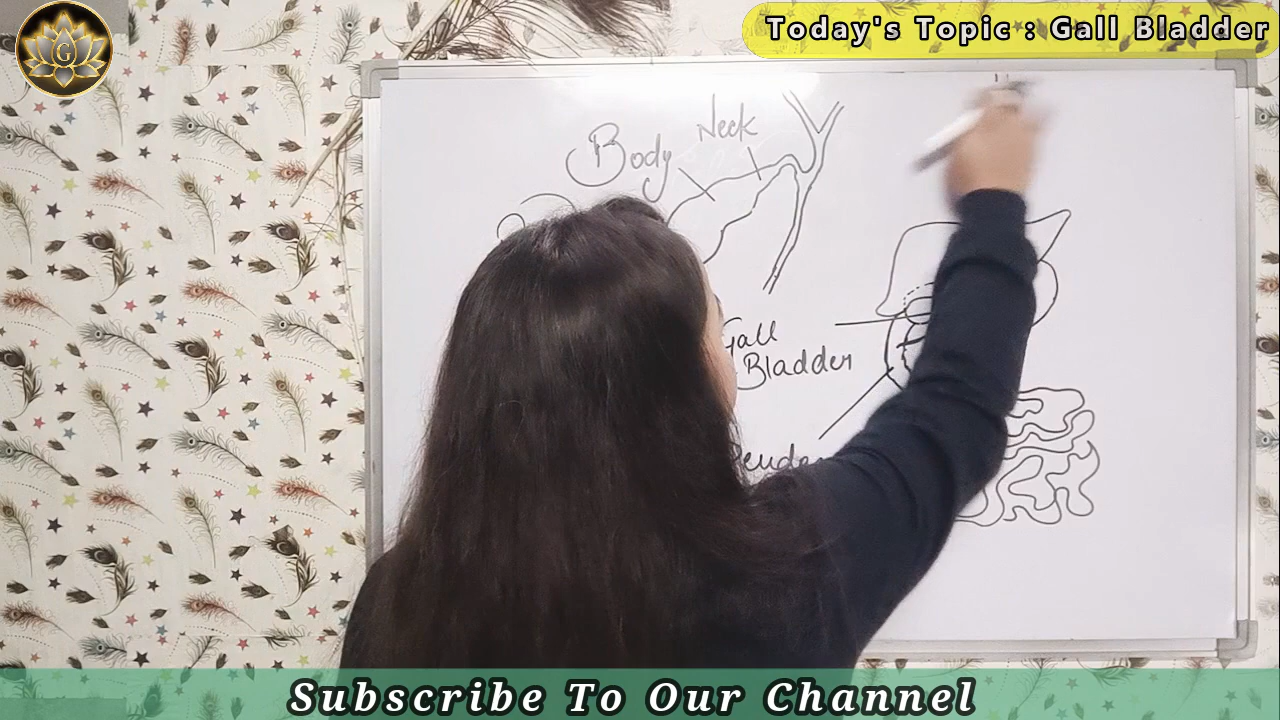 G
Today's Topic : Gall Bladder
Neck
Body
Gall
Bladder
Subscribe To Our Channel